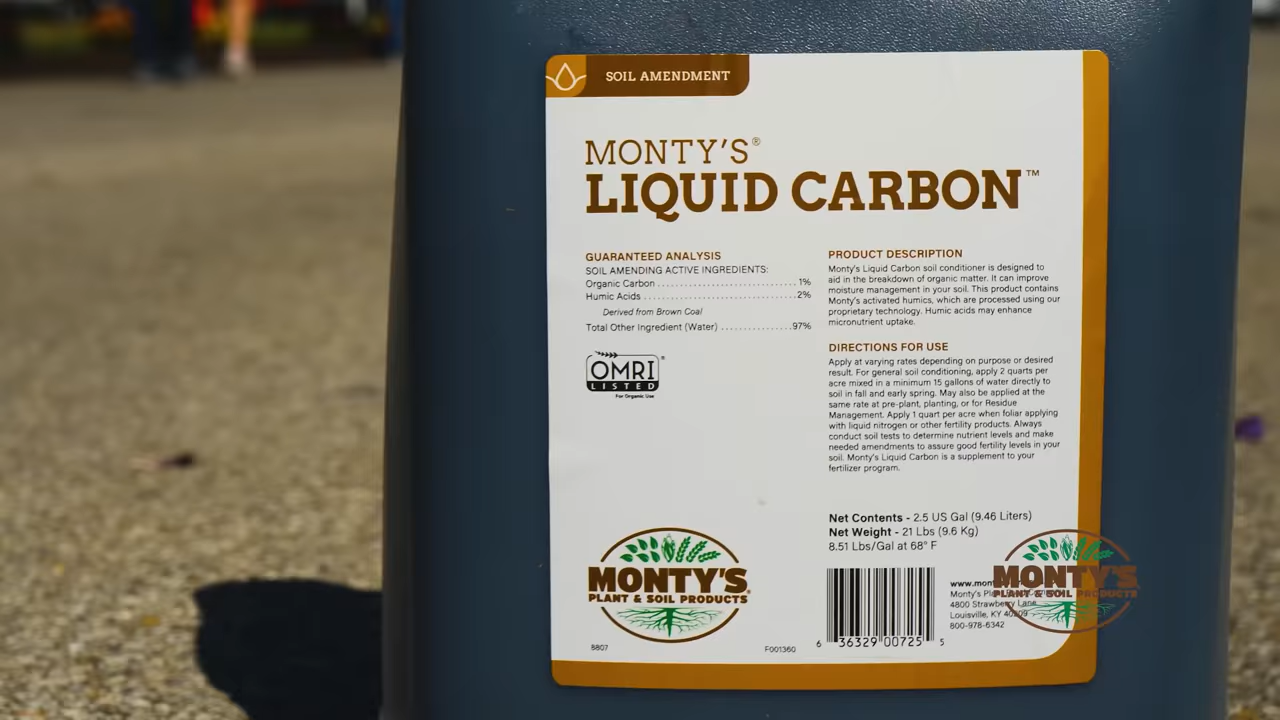 SOIL AMENDMENT
MONTY'S®
LIQUID CARBON™
GUARANTEED ANALYSIS
SOIL AMENDING ACTIVE INGREDIENTS:
Organic Carbon ........................................ 1%
Humic Acids ........................................... 2%
Derived from Brown Coal
Total Other Ingredient (Water) .................. 97%
OMRI®
LISTED
For Organic Use
PRODUCT DESCRIPTION
Monty's Liquid Carbon soil conditioner is designed to
aid in the breakdown of organic matter. It can improve
moisture management in your soil. This product contains
Monty's activated humics, which are processed using our
proprietary technology. Humic acids may enhance
micronutrient uptake.
DIRECTIONS FOR USE
Apply at varying rates depending on purpose or desired
result. For general soil conditioning, apply 2 quarts per
acre mixed in a minimum 15 gallons of water directly to
soil in fall and early spring. May also be applied at the
same rate at pre-plant, planting, or for Residue
Management. Apply 1 quart per acre when foliar applying
with liquid nitrogen or other fertility products. Always
conduct soil tests to determine nutrient levels and make
needed amendments to assure good fertility levels in your
soil. Monty's Liquid Carbon is a supplement to your
fertilizer program.
Net Contents - 2.5 US Gal (9.46 Liters)
Net Weight - 21 Lbs (9.6 Kg)
8.51 Lbs/Gal at 68° F
MONTY'S®
PLANT & SOIL PRODUCTS
8807
F001360
6 36329 00725 5
Monty's
4800 Strawberry Lane
Louisville, KY 40209
800-978-6342
MONTY'S
PLANT & SOIL PRODUCTS